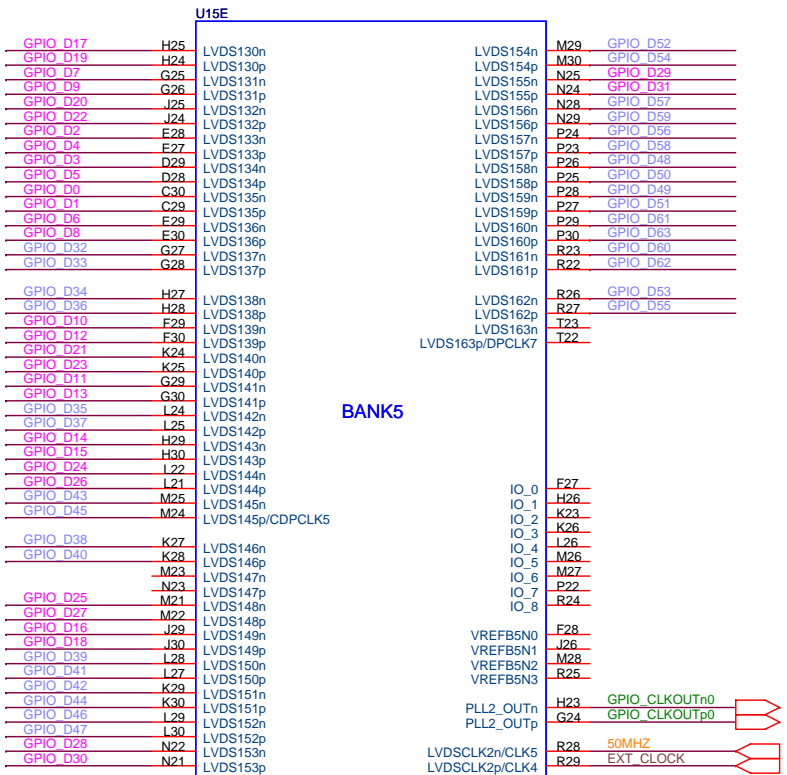 U15E
GPIO_D17 H25 LVDS130n LVDS154n M29 GPIO_D52
GPIO_D19 H24 LVDS130p LVDS154p M30 GPIO_D54
GPIO_D7 G25 LVDS131n LVDS155n N25 GPIO_D29
GPIO_D9 G26 LVDS131p LVDS155p N24 GPIO_D31
GPIO_D20 J25 LVDS132n LVDS156n N28 GPIO_D57
GPIO_D22 J24 LVDS132p LVDS156p N29 GPIO_D59
GPIO_D2 E28 LVDS133n LVDS157n P24 GPIO_D56
GPIO_D4 E27 LVDS133p LVDS157p P23 GPIO_D58
GPIO_D3 D29 LVDS134n LVDS158n P26 GPIO_D48
GPIO_D5 D28 LVDS134p LVDS158p P25 GPIO_D50
GPIO_D0 C30 LVDS135n LVDS159n P28 GPIO_D49
GPIO_D1 C29 LVDS135p LVDS159p P27 GPIO_D51
GPIO_D6 E29 LVDS136n LVDS160n P29 GPIO_D61
GPIO_D8 E30 LVDS136p LVDS160p P30 GPIO_D63
GPIO_D32 G27 LVDS137n LVDS161n R23 GPIO_D60
GPIO_D33 G28 LVDS137p LVDS161p R22 GPIO_D62
GPIO_D34 H27 LVDS138n LVDS162n R26 GPIO_D53
GPIO_D36 H28 LVDS138p LVDS162p R27 GPIO_D55
GPIO_D10 F29 LVDS139n LVDS163n T23
GPIO_D12 F30 LVDS139p LVDS163p/DPCLK7 T22
GPIO_D21 K24 LVDS140n
GPIO_D23 K25 LVDS140p
GPIO_D11 G29 LVDS141n
GPIO_D13 G30 LVDS141p
GPIO_D35 L24 LVDS142n BANK5
GPIO_D37 L25 LVDS142p
GPIO_D14 H29 LVDS143n
GPIO_D15 H30 LVDS143p
GPIO_D24 L22 LVDS144n
GPIO_D26 L21 LVDS144p IO_0 F27
GPIO_D43 M25 LVDS145n IO_1 H26
GPIO_D45 M24 LVDS145p/CDPCLK5 IO_2 K23
IO_3 K26
GPIO_D38 K27 LVDS146n IO_4 L26
GPIO_D40 K28 LVDS146p IO_5 M26
M23 LVDS147n IO_6 M27
N23 LVDS147p IO_7 P22
GPIO_D25 M21 LVDS148n IO_8 R24
GPIO_D27 M22 LVDS148p
GPIO_D16 J29 LVDS149n VREFB5N0 F28
GPIO_D18 J30 LVDS149p VREFB5N1 J26
GPIO_D39 L28 LVDS150n VREFB5N2 M28
GPIO_D41 L27 LVDS150p VREFB5N3 R25
GPIO_D42 K29 LVDS151n
GPIO_D44 K30 LVDS151p PLL2_OUTn H23 GPIO_CLKOUTn0
GPIO_D46 L29 LVDS152n PLL2_OUTp G24 GPIO_CLKOUTp0
GPIO_D47 L30 LVDS152p
GPIO_D28 N22 LVDS153n LVDSCLK2n/CLK5 R28 50MHZ
GPIO_D30 N21 LVDS153p LVDSCLK2p/CLK4 R29 EXT_CLOCK